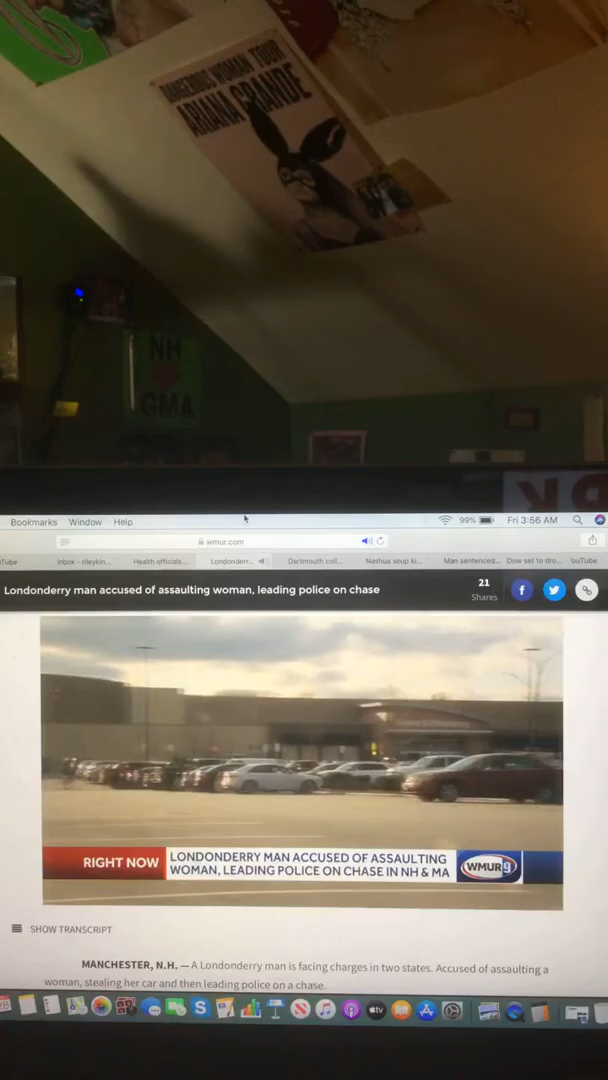 DANGEROUS WOMAN TOUR
ARIANA GRANDE
NH
GMA
Bookmarks Window Help
99% Fri 3:56 AM
wmur.com
Tube Inbox – rileykin... Health officials... Londonderr... Dartmouth coll... Nashua soup ki... Man sentenced... Dow set to dro... YouTube
Londonderry man accused of assaulting woman, leading police on chase
21
Shares
RIGHT NOW
LONDONDERRY MAN ACCUSED OF ASSAULTING
WOMAN, LEADING POLICE ON CHASE IN NH & MA
WMUR 9
SHOW TRANSCRIPT
MANCHESTER, N.H. — A Londonderry man is facing charges in two states. Accused of assaulting a
woman, stealing her car and then leading police on a chase.
tv